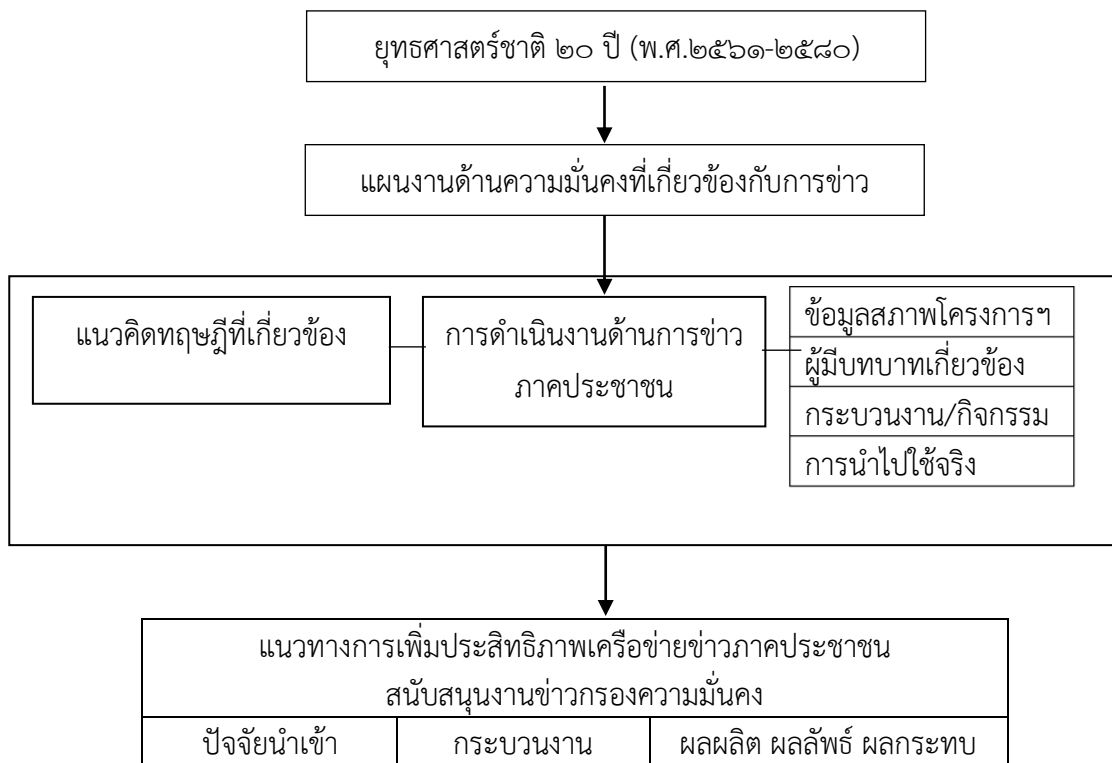 ยุทธศาสตร์ชาติ ๒๐ ปี (พ.ศ.๒๕๖๑-๒๕๘๐)
แผนงานด้านความมั่นคงที่เกี่ยวข้องกับการข่าว
แนวคิดทฤษฎีที่เกี่ยวข้อง
การดำเนินงานด้านการข่าว
ภาคประชาชน
ข้อมูลสภาพโครงการฯ
ผู้มีบทบาทเกี่ยวข้อง
กระบวนงาน/กิจกรรม
การนำไปใช้จริง
แนวทางการเพิ่มประสิทธิภาพเครือข่ายข่าวภาคประชาชน
สนับสนุนงานข่าวกรองความมั่นคง
ปัจจัยนำเข้า
กระบวนงาน
ผลผลิต ผลลัพธ์ ผลกระทบ